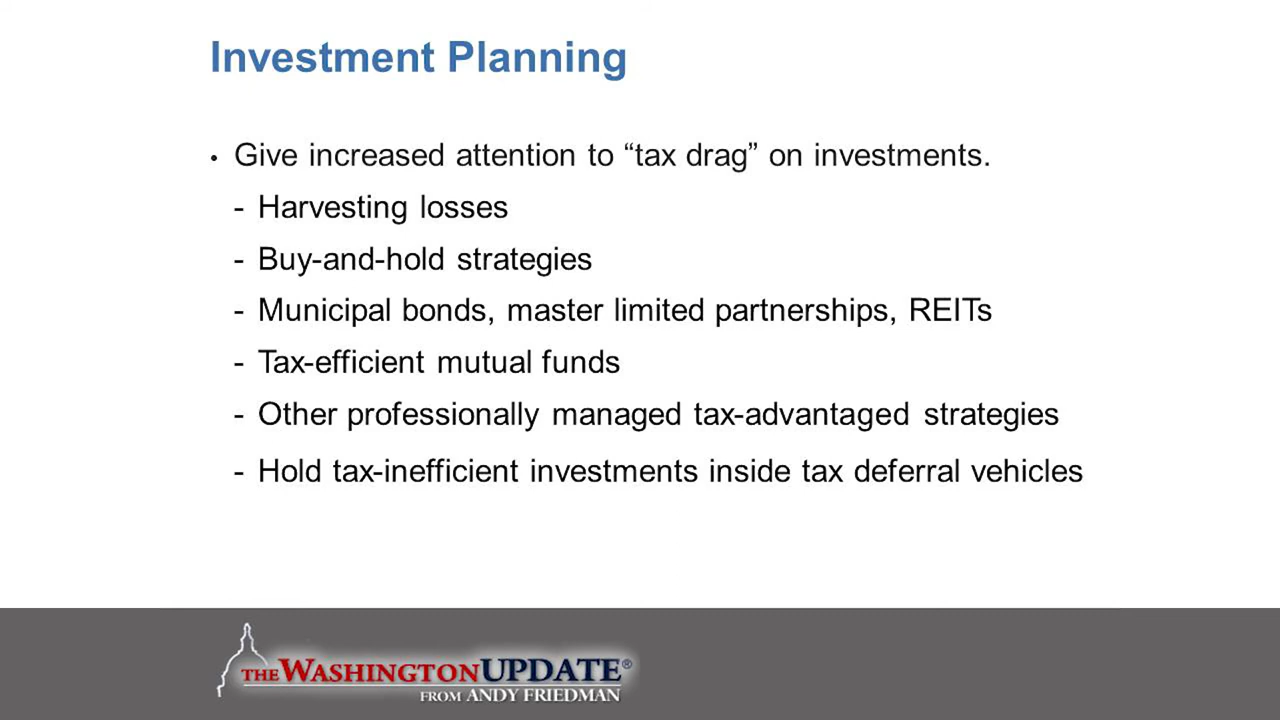 Investment Planning
• Give increased attention to “tax drag” on investments.
- Harvesting losses
- Buy-and-hold strategies
- Municipal bonds, master limited partnerships, REITs
- Tax-efficient mutual funds
- Other professionally managed tax-advantaged strategies
- Hold tax-inefficient investments inside tax deferral vehicles
THE WASHINGTON UPDATE®
FROM ANDY FRIEDMAN